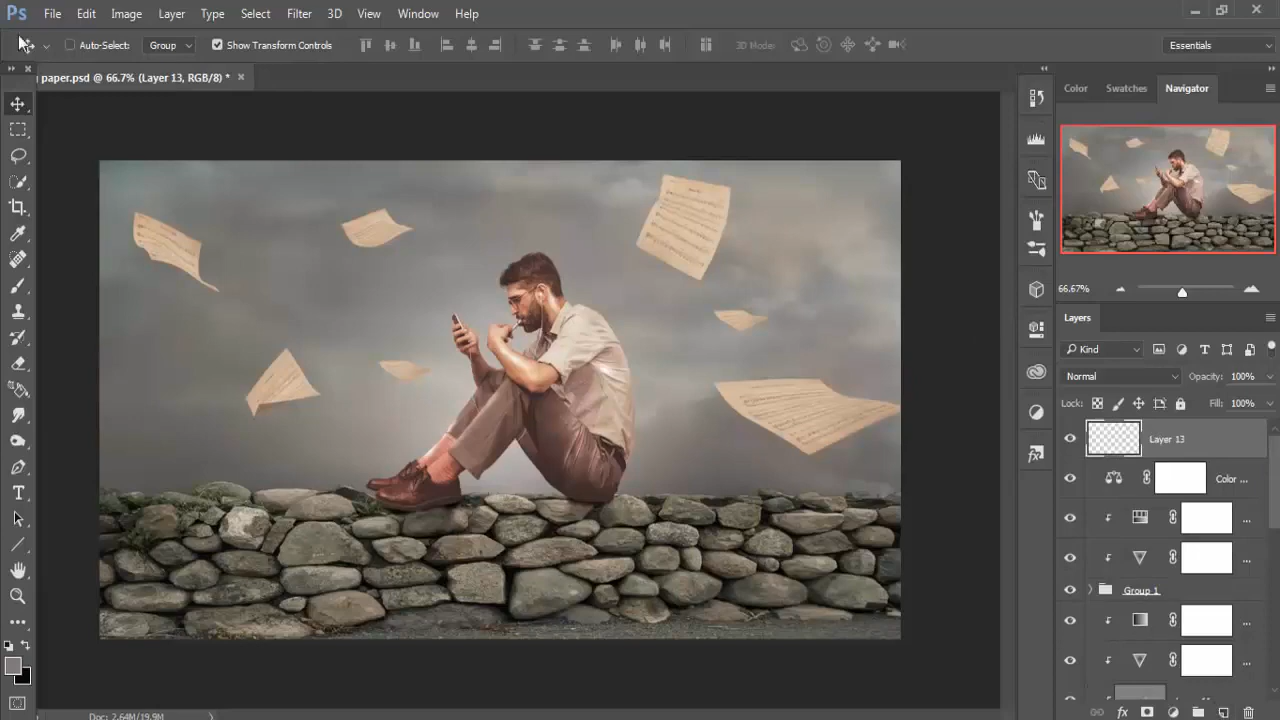 Ps File Edit Image Layer Type Select Filter 3D View Window Help
Auto-Select: Group Show Transform Controls 3D Mode: Essentials
paper.psd @ 66.7% (Layer 13, RGB/8) *
Color Swatches Navigator
66.67%
Layers
Kind
Normal Opacity: 100%
Lock: Fill: 100%
Layer 13
Color ...
...
...
Group 1
...
...
fx
Doc: 2.64M/19.9M